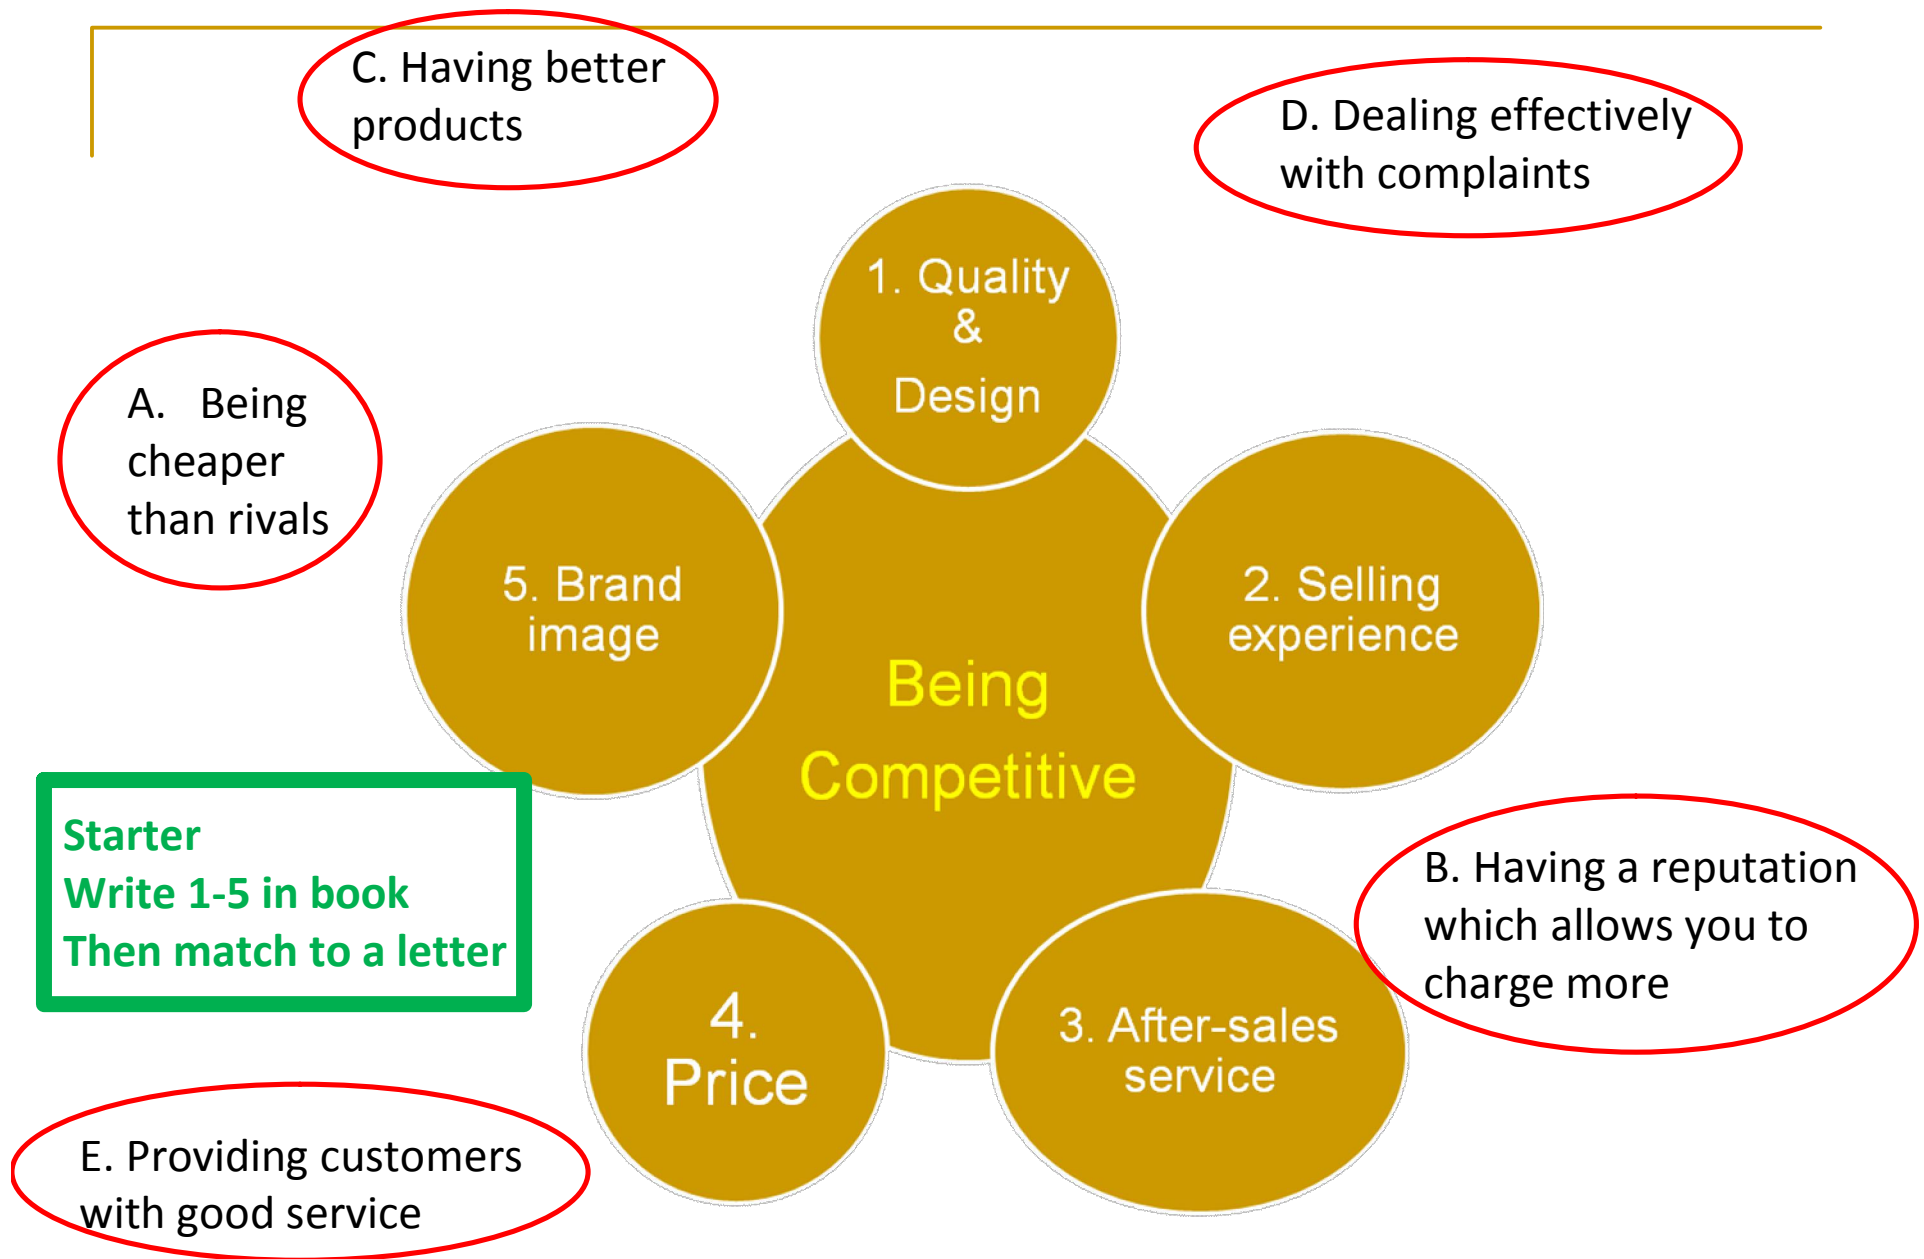 C. Having better
products
D. Dealing effectively
with complaints
1. Quality
&
Design
A. Being
cheaper
than rivals
5. Brand
image
2. Selling
experience
Being
Competitive
Starter
Write 1-5 in book
Then match to a letter
B. Having a reputation
which allows you to
charge more
4.
Price
3. After-sales
service
E. Providing customers
with good service